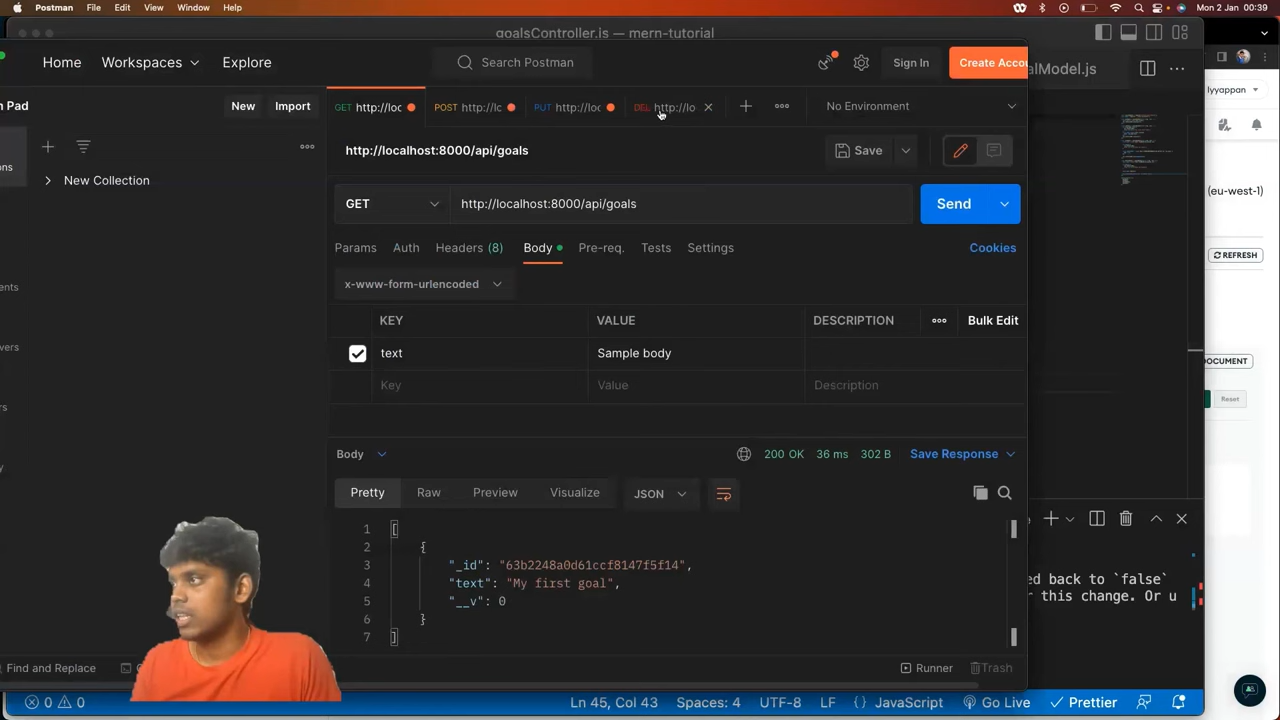 Postman File Edit View Window Help Mon 2 Jan 00:39
goalsController.js — mern-tutorial
Home Workspaces Explore Search Postman Sign In Create Accou
alModel.js
lyyappan
n Pad New Import GET http://loc POST http://lc PUT http://loc DEL http://lo No Environment
http://localhost:8000/api/goals
ons
New Collection
(eu-west-1)
GET http://localhost:8000/api/goals Send
Params Auth Headers (8) Body Pre-req. Tests Settings Cookies
REFRESH
ents
x-www-form-urlencoded
KEY VALUE DESCRIPTION Bulk Edit
vers
text Sample body
OCUMENT
Key Value Description
Reset
rs
Body 200 OK 36 ms 302 B Save Response
y
Pretty Raw Preview Visualize JSON
1 [
2 {
3 "_id": "63b2248a0d61ccf8147f5f14",
4 "text": "My first goal",
5 "__v": 0
6 }
7 ]
ed back to `false`
r this change. Or u
Find and Replace Runner Trash
0 0 Ln 45, Col 43 Spaces: 4 UTF-8 LF {} JavaScript Go Live Prettier